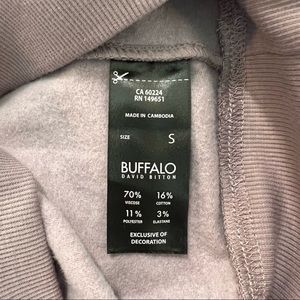 CA 60224
RN 149651
MADE IN CAMBODIA
SIZE S
BUFFALO
DAVID BITTON
70% 16%
VISCOSE COTTON
11% 3%
POLYESTER ELASTANE
EXCLUSIVE OF
DECORATION